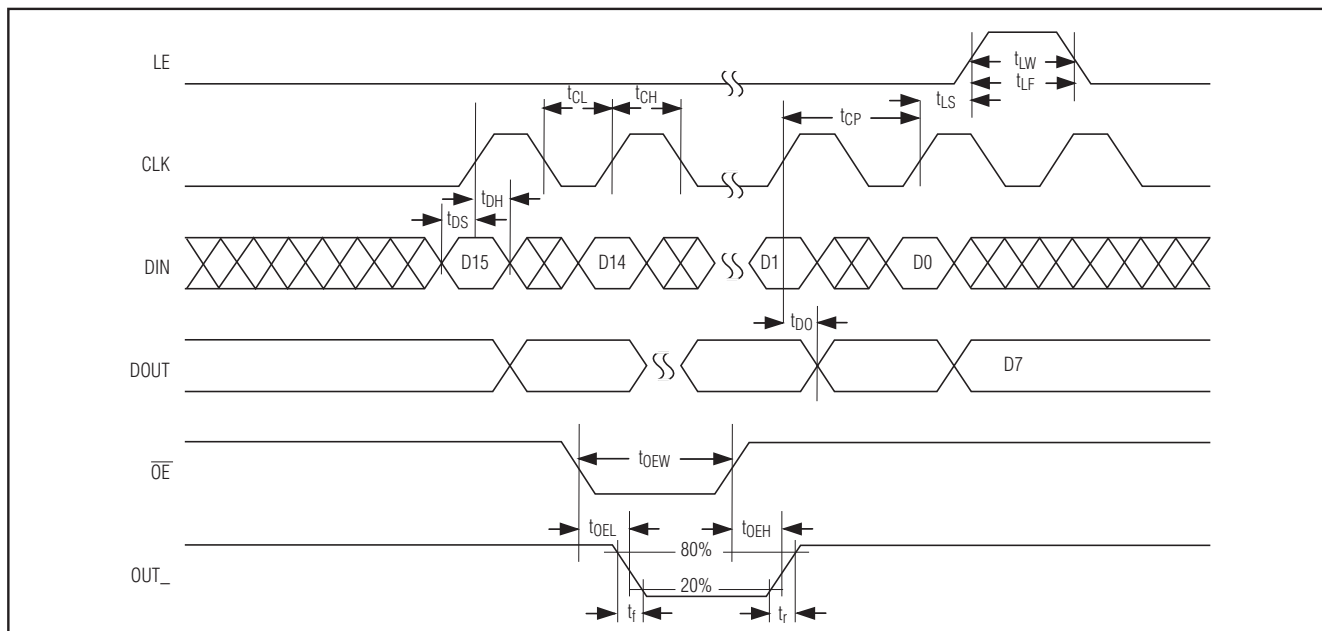 LE
tLW
tLF
tCL
tCH
tLS
tCP
CLK
tDH
tDS
DIN
D15
D14
D1
D0
tDO
DOUT
D7
OE
tOEW
tOEL
tOEH
80%
OUT_
20%
tf
tr